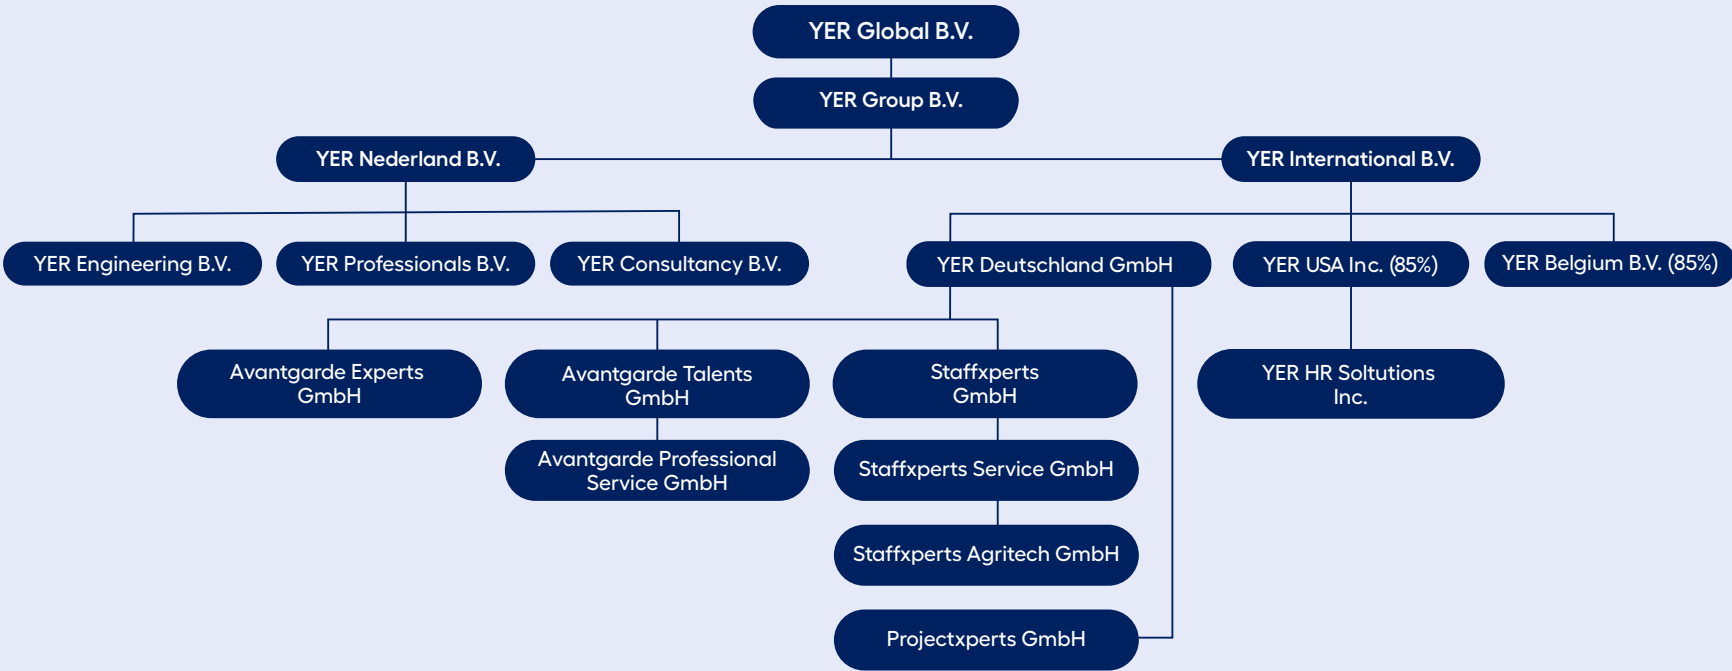 YER Global B.V.
YER Group B.V.
YER Nederland B.V.
YER International B.V.
YER Engineering B.V.
YER Professionals B.V.
YER Consultancy B.V.
YER Deutschland GmbH
YER USA Inc. (85%)
YER Belgium B.V. (85%)
Avantgarde Experts
GmbH
Avantgarde Talents
GmbH
Staffxperts
GmbH
YER HR Soltutions
Inc.
Avantgarde Professional
Service GmbH
Staffxperts Service GmbH
Staffxperts Agritech GmbH
Projectxperts GmbH